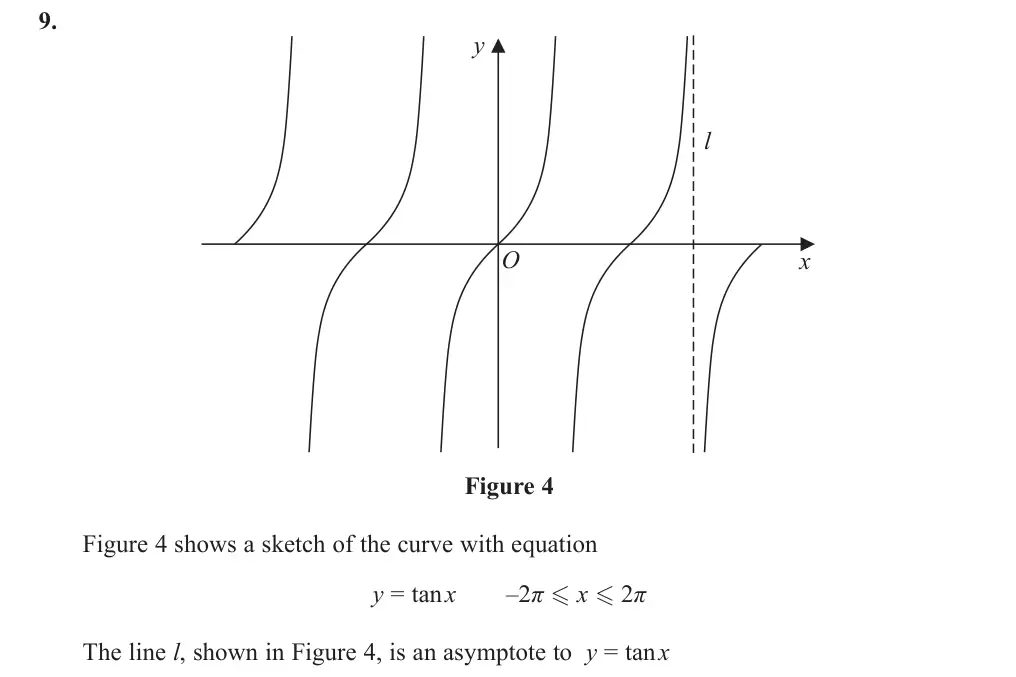 9.
y
l
O
x
Figure 4
Figure 4 shows a sketch of the curve with equation
y = tan x –2π ⩽ x ⩽ 2π
The line l, shown in Figure 4, is an asymptote to y = tan x